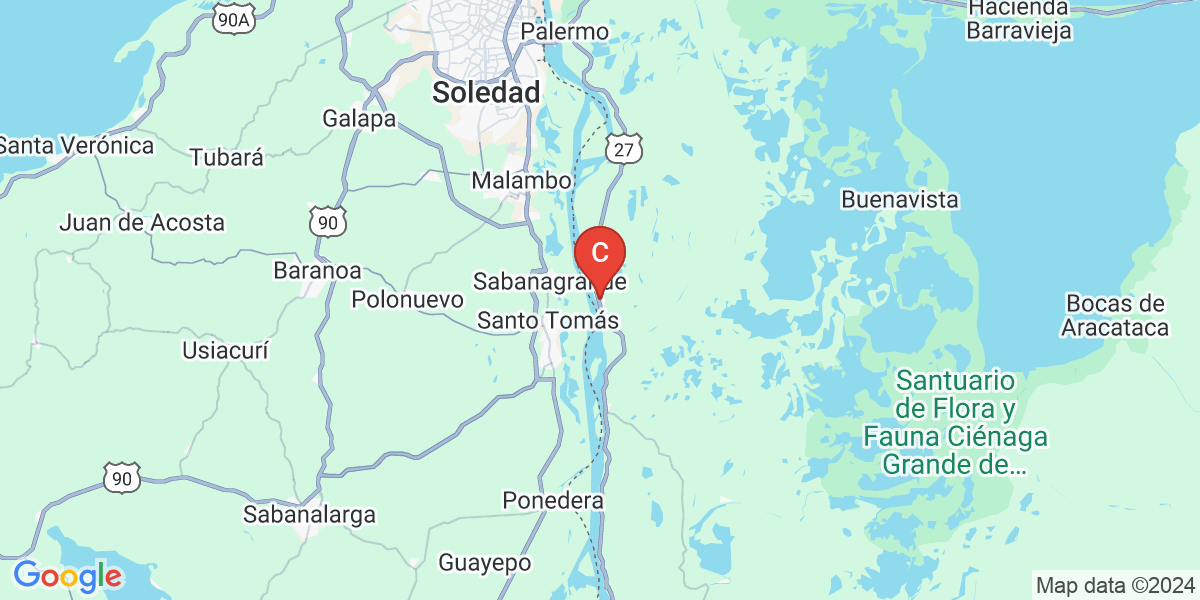 90A
Palermo
Hacienda
Barravieja
Soledad
Galapa
Santa Verónica
Tubará
27
Malambo
Buenavista
Juan de Acosta
90
C
Baranoa
Sabanagrande
Polonuevo
Santo Tomás
Bocas de
Aracataca
Usiacurí
Santuario
de Flora y
Fauna Ciénaga
Grande de...
90
Ponedera
Sabanalarga
Guayepo
Google
Map data ©2024